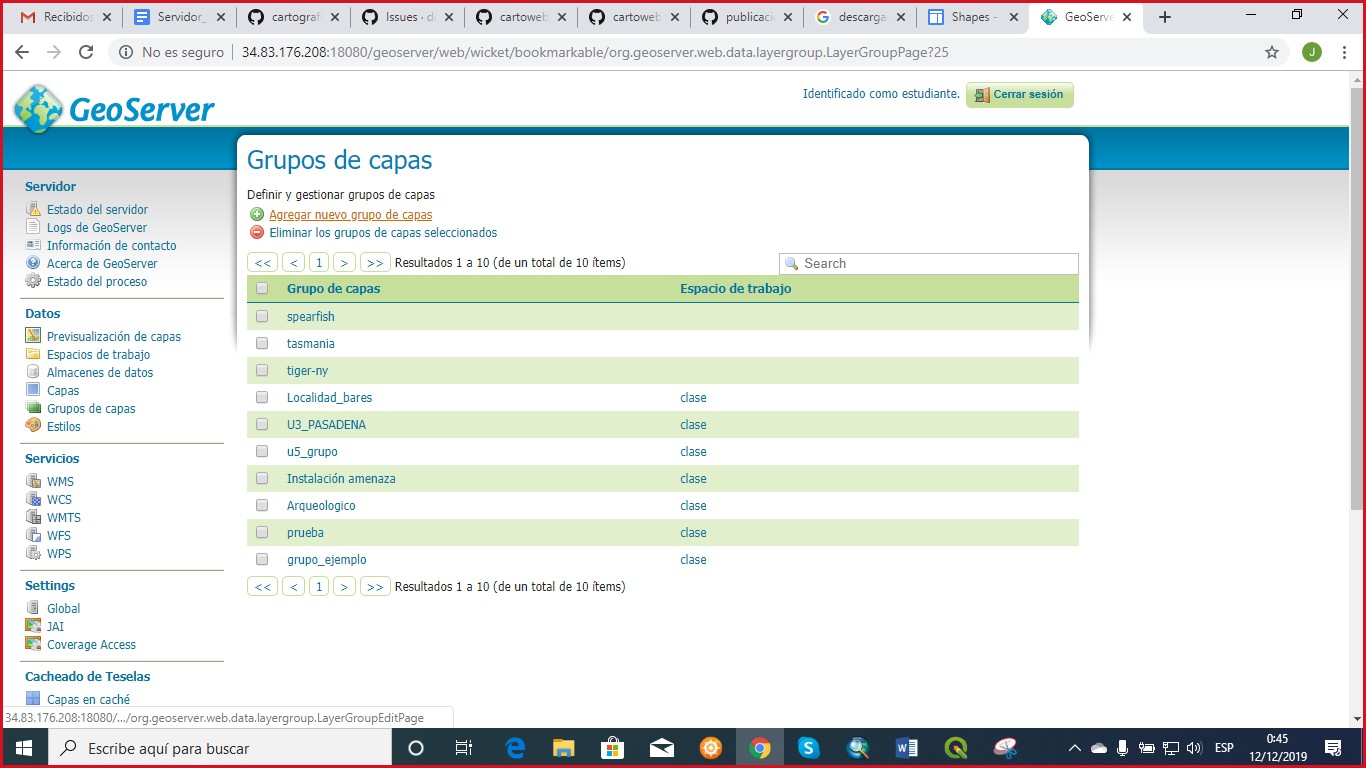 Recibidos
Servidor_
cartografi
Issues · d
cartoweb
cartoweb
publicaci
descarga
Shapes -
GeoServe
No es seguro
34.83.176.208:18080/geoserver/web/wicket/bookmarkable/org.geoserver.web.data.layergroup.LayerGroupPage?25
J
GeoServer
Identificado como estudiante.
Cerrar sesión
Servidor
Estado del servidor
Logs de GeoServer
Información de contacto
Acerca de GeoServer
Estado del proceso
Datos
Previsualización de capas
Espacios de trabajo
Almacenes de datos
Capas
Grupos de capas
Estilos
Servicios
WMS
WCS
WMTS
WFS
WPS
Settings
Global
JAI
Coverage Access
Cacheado de Teselas
Capas en caché
Grupos de capas
Definir y gestionar grupos de capas
Agregar nuevo grupo de capas
Eliminar los grupos de capas seleccionados
<< < 1 > >> Resultados 1 a 10 (de un total de 10 ítems)
Search
Grupo de capas Espacio de trabajo
spearfish
tasmania
tiger-ny
Localidad_bares clase
U3_PASADENA clase
u5_grupo clase
Instalación amenaza clase
Arqueologico clase
prueba clase
grupo_ejemplo clase
<< < 1 > >> Resultados 1 a 10 (de un total de 10 ítems)
34.83.176.208:18080/.../org.geoserver.web.data.layergroup.LayerGroupEditPage
Escribe aquí para buscar
ESP
0:45
12/12/2019